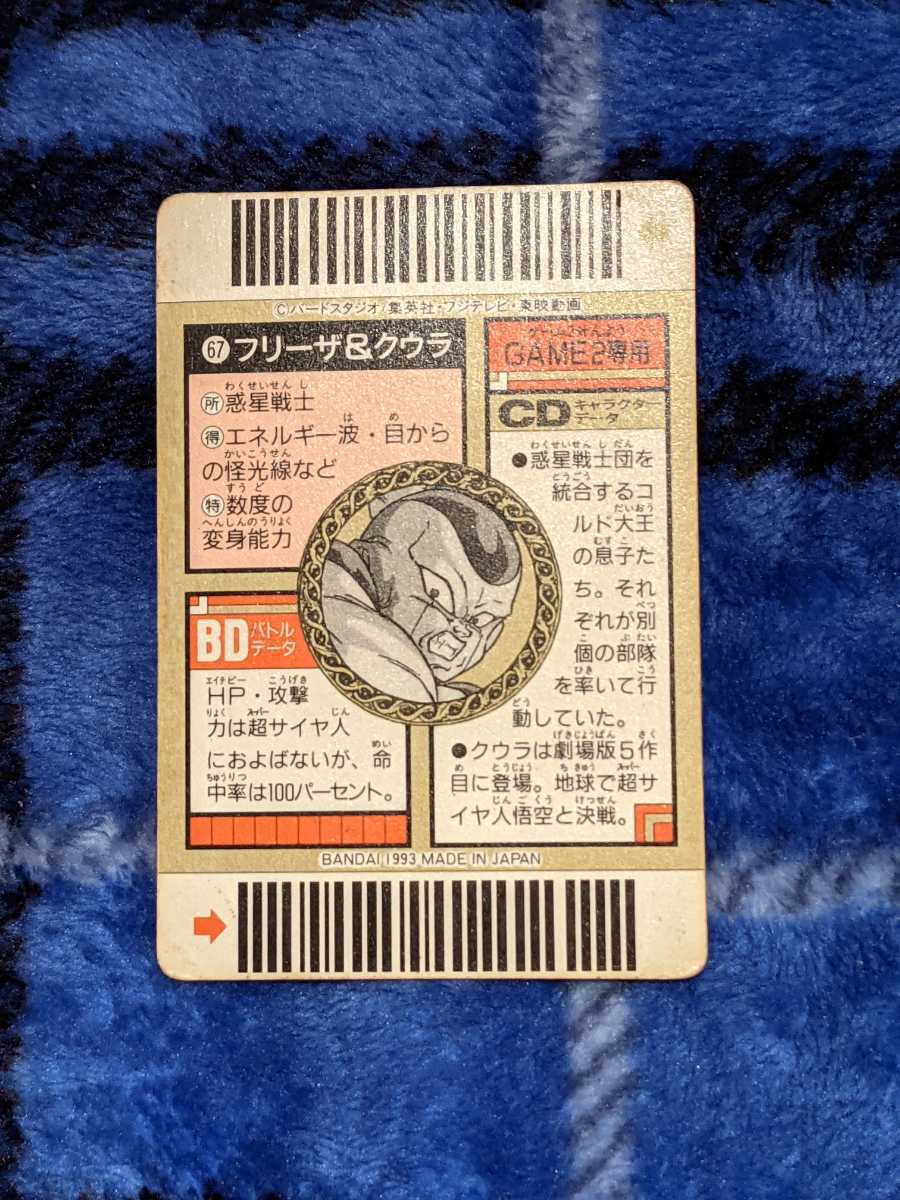 ©バードスタジオ/集英社・フジテレビ・東映動画
67 フリーザ&クウラ
わくせいせんし
所 惑星戦士
は め
得 エネルギー波・目から
かいこうせん
の怪光線など
すうど
特 数度の
へんしんのうりょく
変身能力
BD バトル
データ
エイチピー こうげき
HP・攻撃
りょく スーパー じん
力は超サイヤ人
めい
におよばないが、命
ちゅうりつ
中率は100パーセント。
ゲーム2せんよう
GAME2専用
CD キャラクター
データ
わくせいせんしだん
●惑星戦士団を
とうごう
統合するコ
だいおう
ルド大王
むすこ
の息子た
ち。それ
べつ
ぞれが別
こ ぶたい
個の部隊
ひき こう
を率いて行
どう
動していた。
げきじょうばん さく
●クウラは劇場版5作
め とうじょう ちきゅう スーパー
目に登場。地球で超サ
じんごくう けっせん
イヤ人悟空と決戦。
BANDAI 1993 MADE IN JAPAN